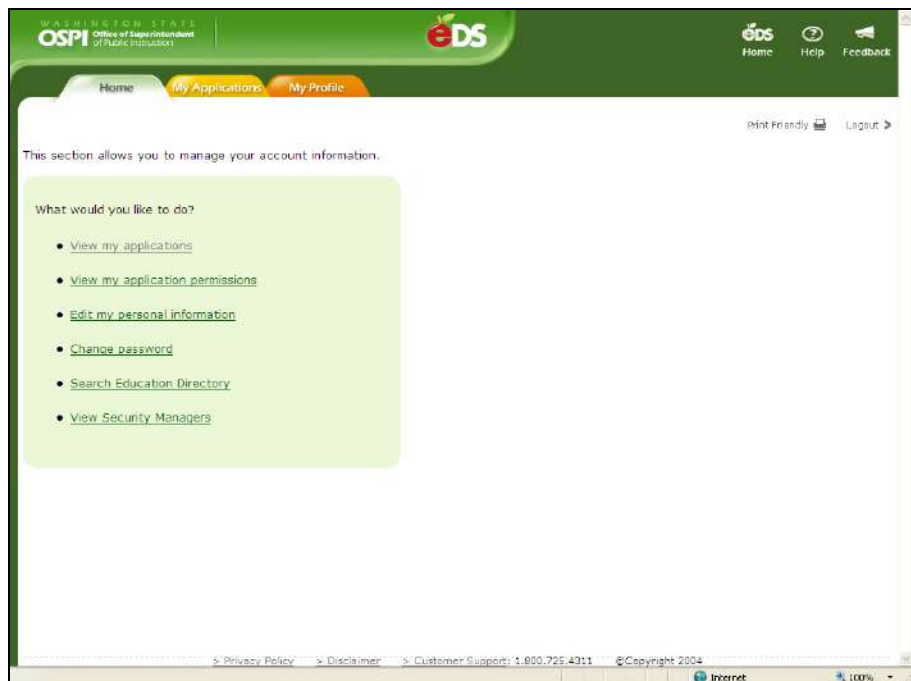 WASHINGTON STATE
OSPI Office of Superintendent
of Public Instruction
eDS
eDS
Home
Help
Feedback
Home
My Applications
My Profile
Print Friendly
Logout >
This section allows you to manage your account information.
What would you like to do?
• View my applications
• View my application permissions
• Edit my personal information
• Change password
• Search Education Directory
• View Security Managers
> Privacy Policy > Disclaimer > Customer Support: 1.800.725.4311 ©Copyright 2004
Internet 100%